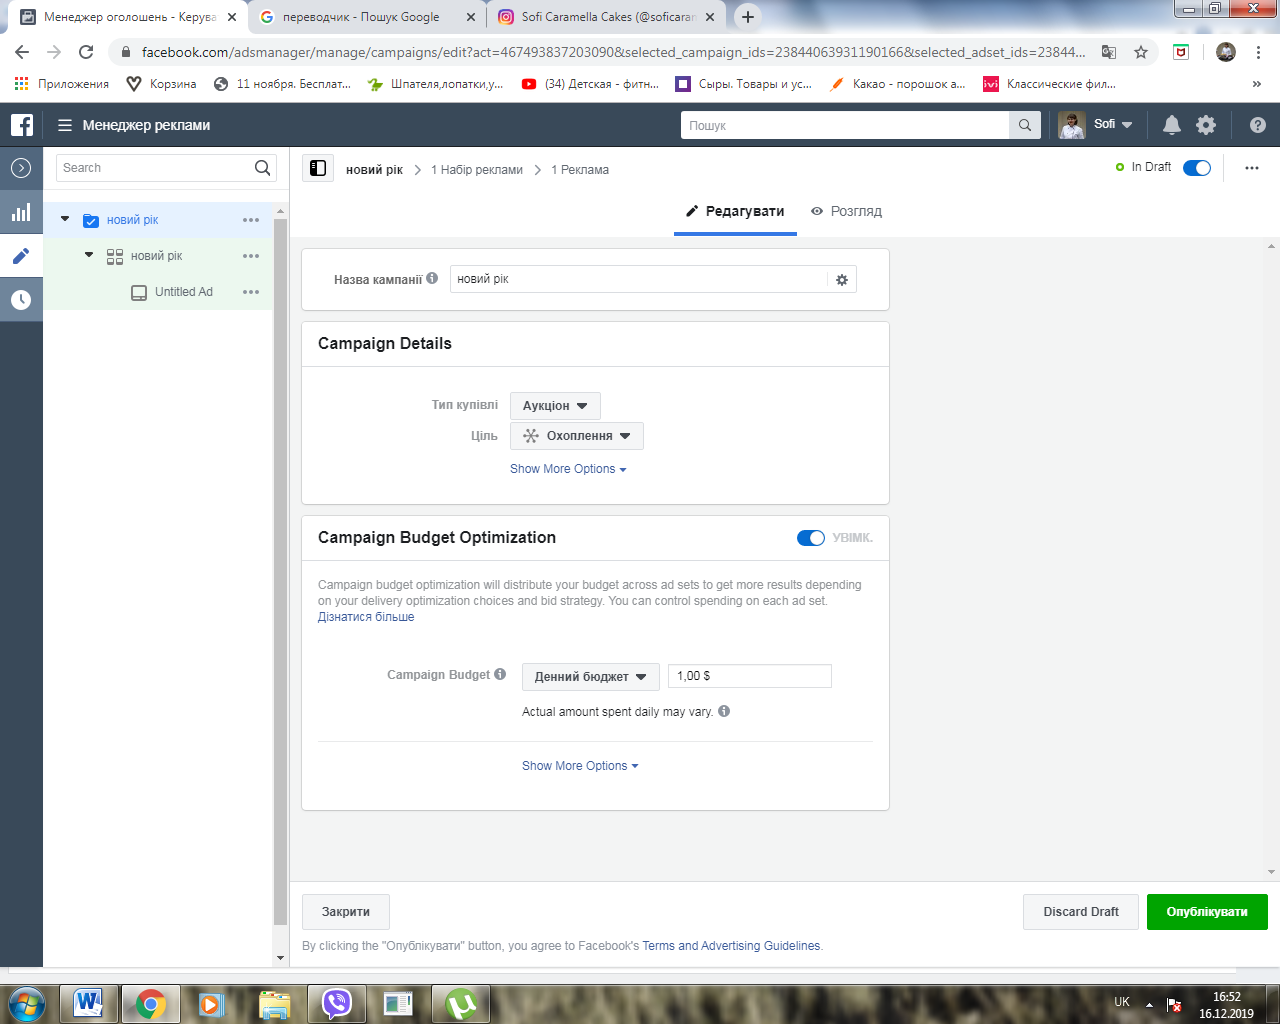 Менеджер оголошень - Керува
переводчик - Пошук Google
Sofi Caramella Cakes (@soficaran
facebook.com/adsmanager/manage/campaigns/edit?act=467493837203090&selected_campaign_ids=23844063931190166&selected_adset_ids=23844...
Приложения
Корзина
11 ноября. Бесплат...
Шпателя,лопатки,у...
(34) Детская - фитн...
Сыры. Товары и ус...
Какао - порошок а...
Классические фил...
»
Менеджер реклами
Пошук
Sofi
Search
новий рік
новий рік
Untitled Ad
новий рік
1 Набір реклами
1 Реклама
In Draft
Редагувати
Розгляд
Назва кампанії
новий рік
Campaign Details
Тип купівлі
Аукціон
Ціль
Охоплення
Show More Options
Campaign Budget Optimization
УВІМК.
Campaign budget optimization will distribute your budget across ad sets to get more results depending
on your delivery optimization choices and bid strategy. You can control spending on each ad set.
Дізнатися більше
Campaign Budget
Денний бюджет
1,00 $
Actual amount spent daily may vary.
Show More Options
Закрити
Discard Draft
Опублікувати
By clicking the "Опублікувати" button, you agree to Facebook's Terms and Advertising Guidelines.
UK
16:52
16.12.2019